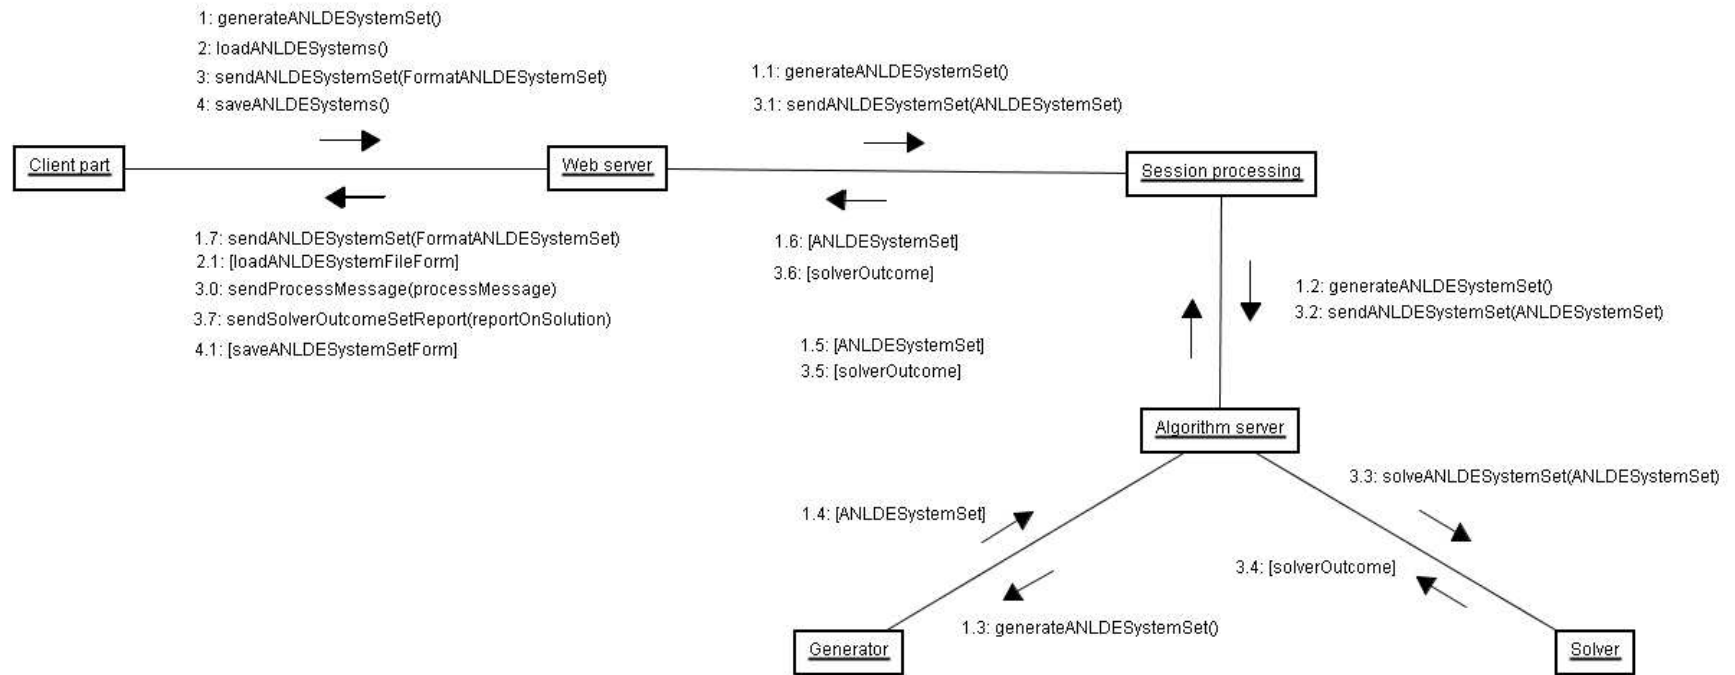 1: generateANLDESystemSet()
2: loadANLDESystems()
3: sendANLDESystemSet(FormatANLDESystemSet)
4: saveANLDESystems()
1.1: generateANLDESystemSet()
3.1: sendANLDESystemSet(ANLDESystemSet)
Client part
Web server
Session processing
1.7: sendANLDESystemSet(FormatANLDESystemSet)
2.1: [loadANLDESystemFileForm]
3.0: sendProcessMessage(processMessage)
3.7: sendSolverOutcomeSetReport(reportOnSolution)
4.1: [saveANLDESystemSetForm]
1.6: [ANLDESystemSet]
3.6: [solverOutcome]
1.2: generateANLDESystemSet()
3.2: sendANLDESystemSet(ANLDESystemSet)
1.5: [ANLDESystemSet]
3.5: [solverOutcome]
Algorithm server
3.3: solveANLDESystemSet(ANLDESystemSet)
1.4: [ANLDESystemSet]
3.4: [solverOutcome]
1.3: generateANLDESystemSet()
Generator
Solver